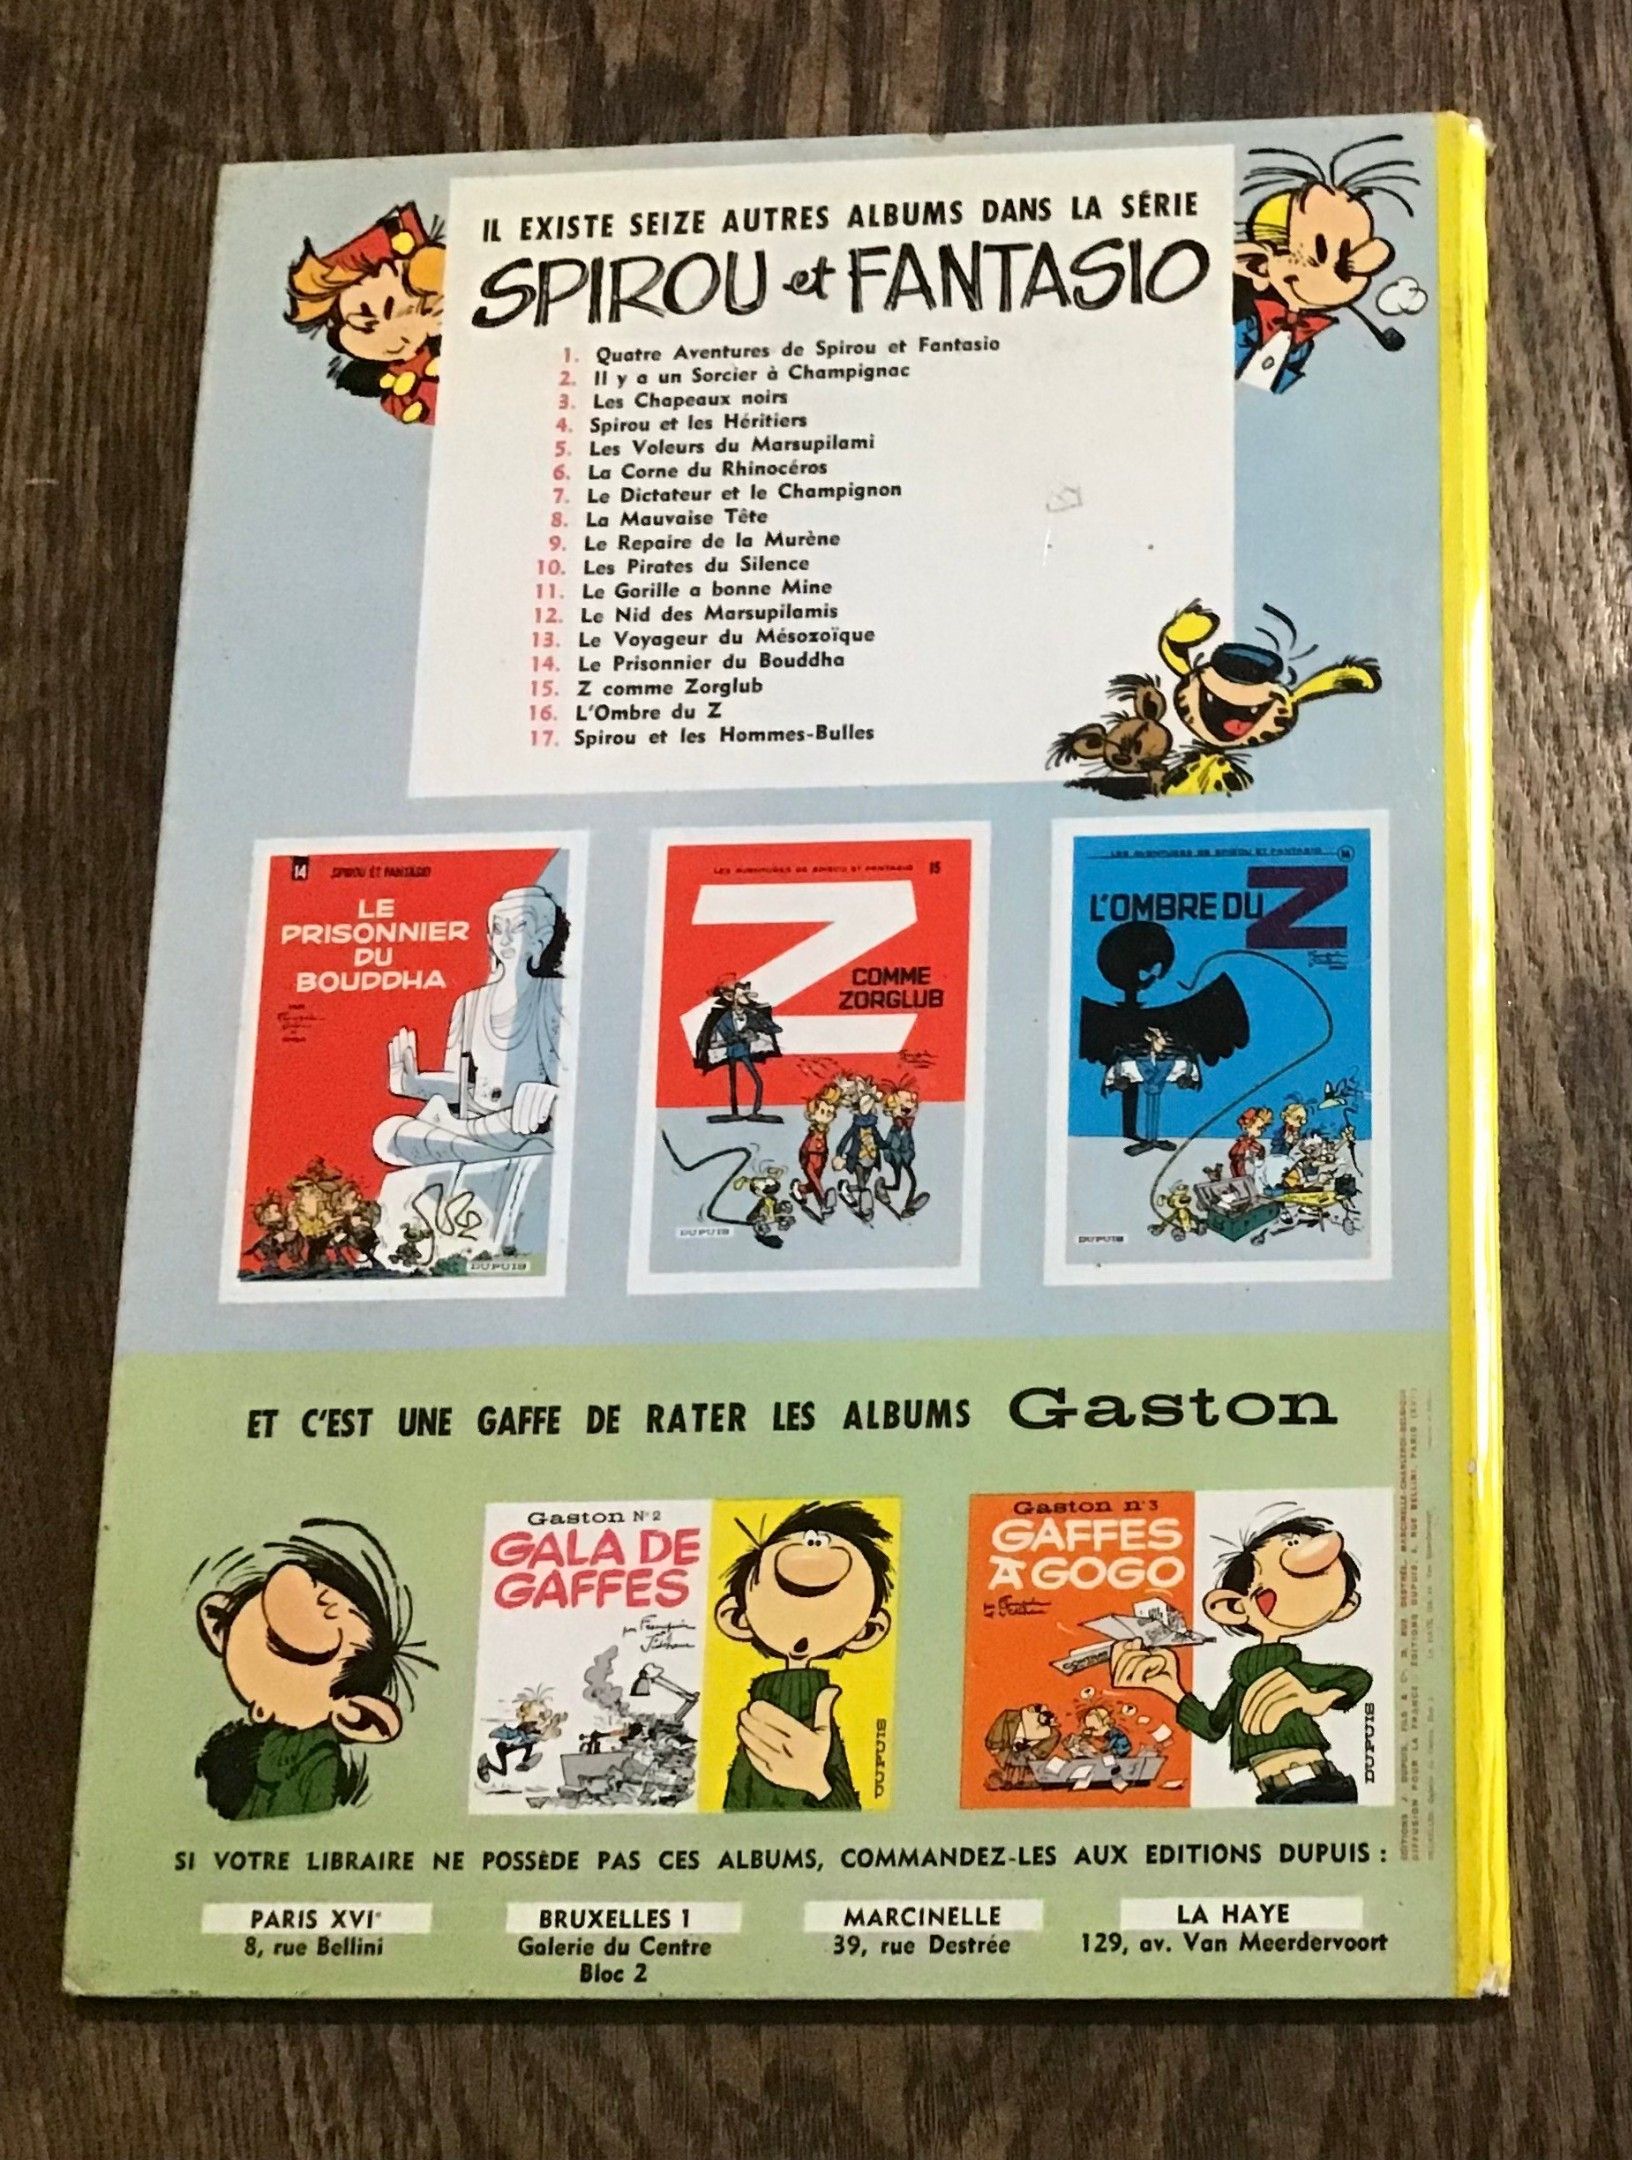 IL EXISTE SEIZE AUTRES ALBUMS DANS LA SÉRIE
SPIROU et FANTASIO
1. Quatre Aventures de Spirou et Fantasio
2. Il y a un Sorcier à Champignac
3. Les Chapeaux noirs
4. Spirou et les Héritiers
5. Les Voleurs du Marsupilami
6. La Corne du Rhinocéros
7. Le Dictateur et le Champignon
8. La Mauvaise Tête
9. Le Repaire de la Murène
10. Les Pirates du Silence
11. Le Gorille a bonne Mine
12. Le Nid des Marsupilamis
13. Le Voyageur du Mésozoïque
14. Le Prisonnier du Bouddha
15. Z comme Zorglub
16. L'Ombre du Z
17. Spirou et les Hommes-Bulles
14 SPIROU ET FANTASIO
LE
PRISONNIER
DU
BOUDDHA
DUPUIS
LES AVENTURES DE SPIROU ET FANTASIO 15
Z
COMME
ZORGLUB
DUPUIS
LES AVENTURES DE SPIROU ET FANTASIO 16
L'OMBRE DU Z
DUPUIS
ET C'EST UNE GAFFE DE RATER LES ALBUMS Gaston
Gaston N°2
GALA DE
GAFFES
par Franquin
& Jidéhem
DUPUIS
Gaston n°3
GAFFES
A GOGO
DUPUIS
SI VOTRE LIBRAIRE NE POSSÈDE PAS CES ALBUMS, COMMANDEZ-LES AUX EDITIONS DUPUIS :
PARIS XVIe
8, rue Bellini
BRUXELLES 1
Galerie du Centre
Bloc 2
MARCINELLE
39, rue Destrée
LA HAYE
129, av. Van Meerdervoort